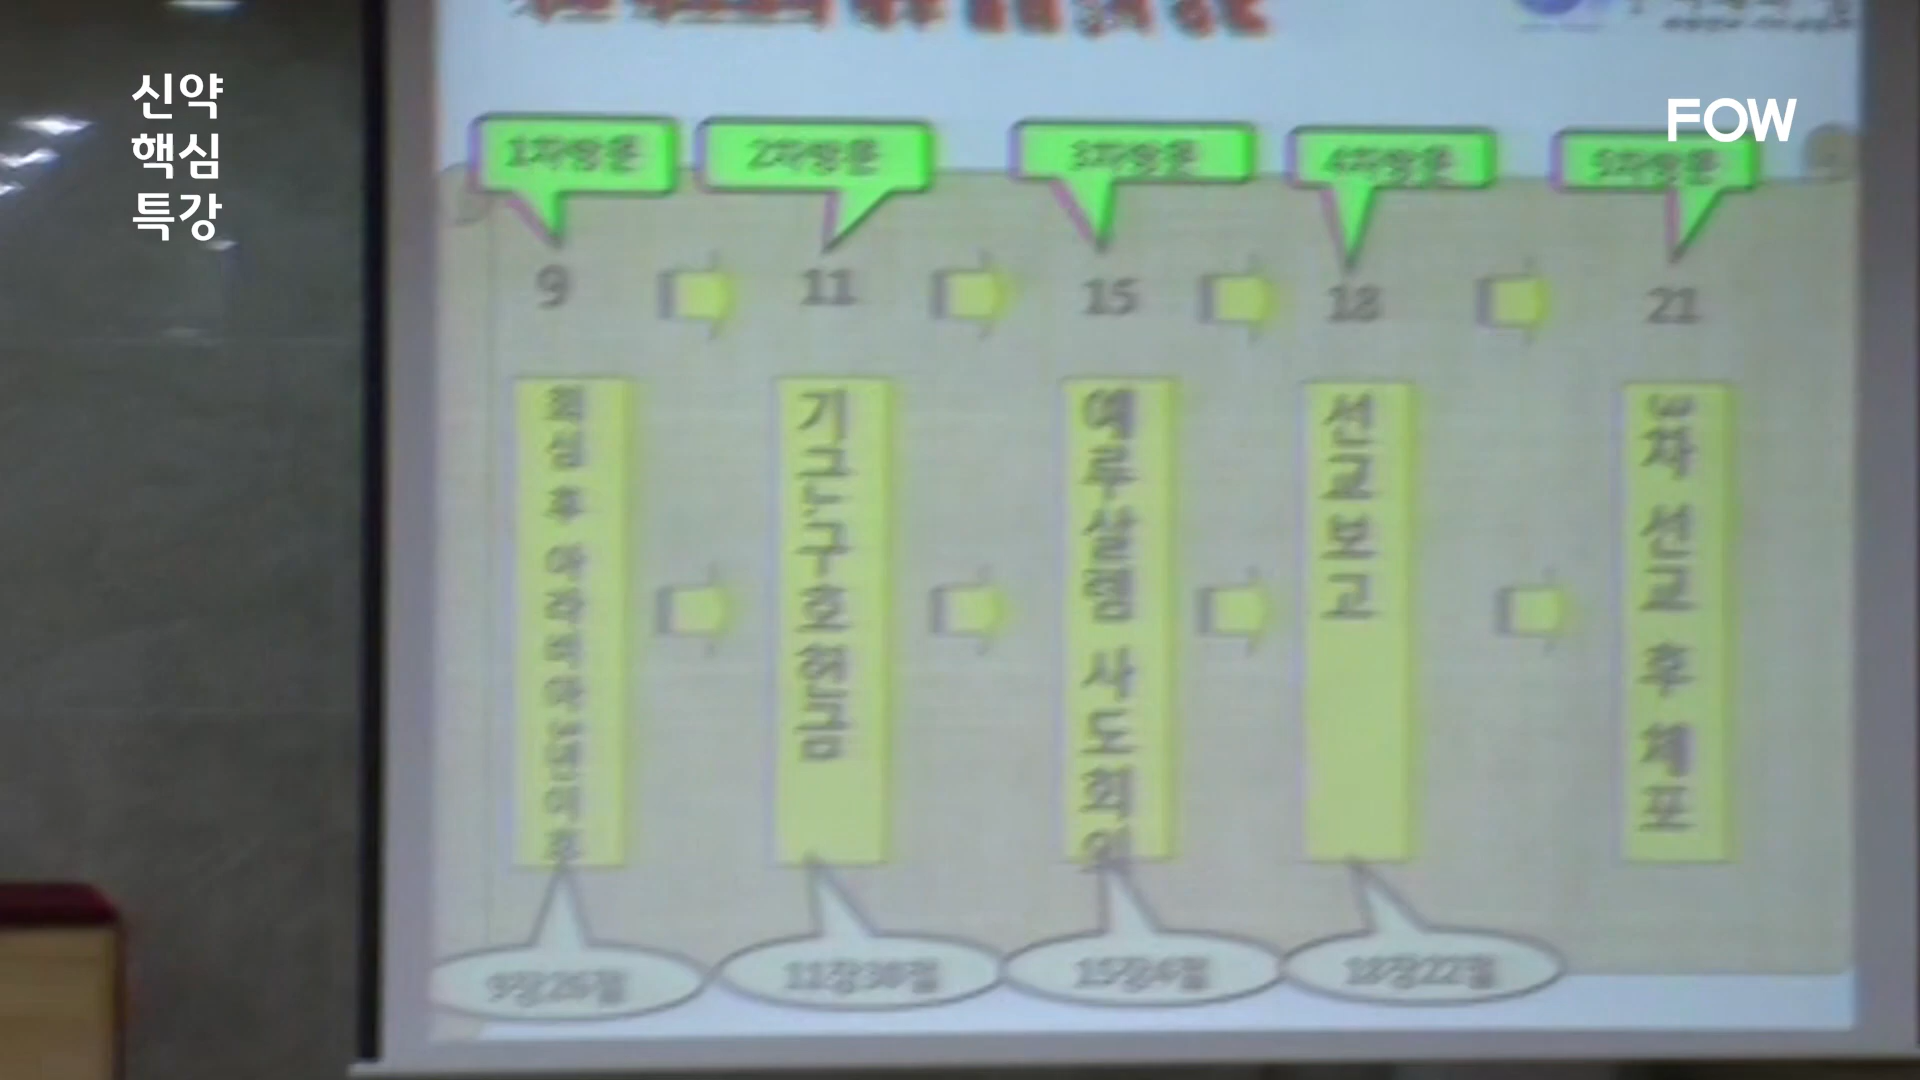 신약
핵심
특강
FOW
1차방문
2차방문
3차방문
4차방문
5차방문
9
11
15
18
21
회심 후 아라비아3년이후
기근구호헌금
예루살렘 사도회의
선교보고
3차 선교 후 체포
9장26절
11장30절
15장4절
18장22절